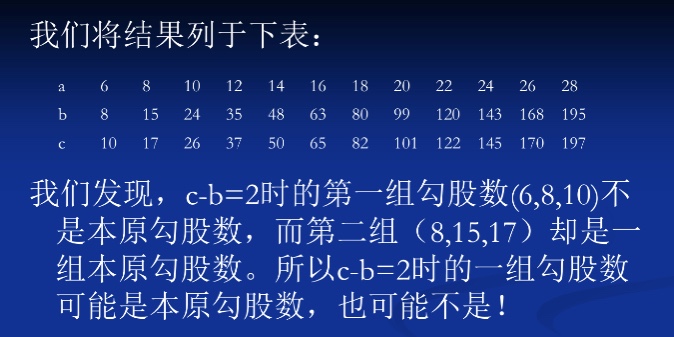 我们将结果列于下表：
a 6 8 10 12 14 16 18 20 22 24 26 28
b 8 15 24 35 48 63 80 99 120 143 168 195
c 10 17 26 37 50 65 82 101 122 145 170 197
我们发现，c-b=2时的第一组勾股数(6,8,10)不
是本原勾股数，而第二组（8,15,17）却是一
组本原勾股数。所以c-b=2时的一组勾股数
可能是本原勾股数，也可能不是！